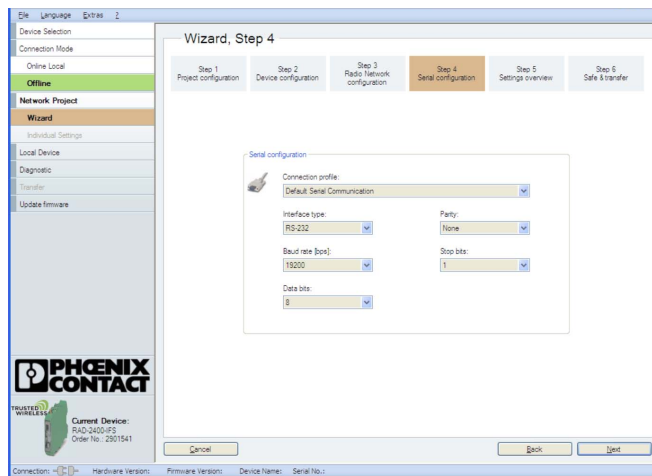 File Language Extras ?
Device Selection
Connection Mode
Online Local
Offline
Network Project
Wizard
Individual Settings
Local Device
Diagnostic
Transfer
Update firmware
Wizard, Step 4
Step 1
Project configuration
Step 2
Device configuration
Step 3
Radio Network
configuration
Step 4
Serial configuration
Step 5
Settings overview
Step 6
Safe & transfer
Serial configuration
Connection profile:
Default Serial Communication
Interface type:
RS-232
Parity:
None
Baud rate [bps]:
19200
Stop bits:
1
Data bits:
8
PHŒNIX
CONTACT
TRUSTED
WIRELESS
Current Device:
RAD-2400-IFS
Order No.: 2901541
Cancel
Back
Next
Connection: Hardware Version: Firmware Version: Device Name: Serial No.: